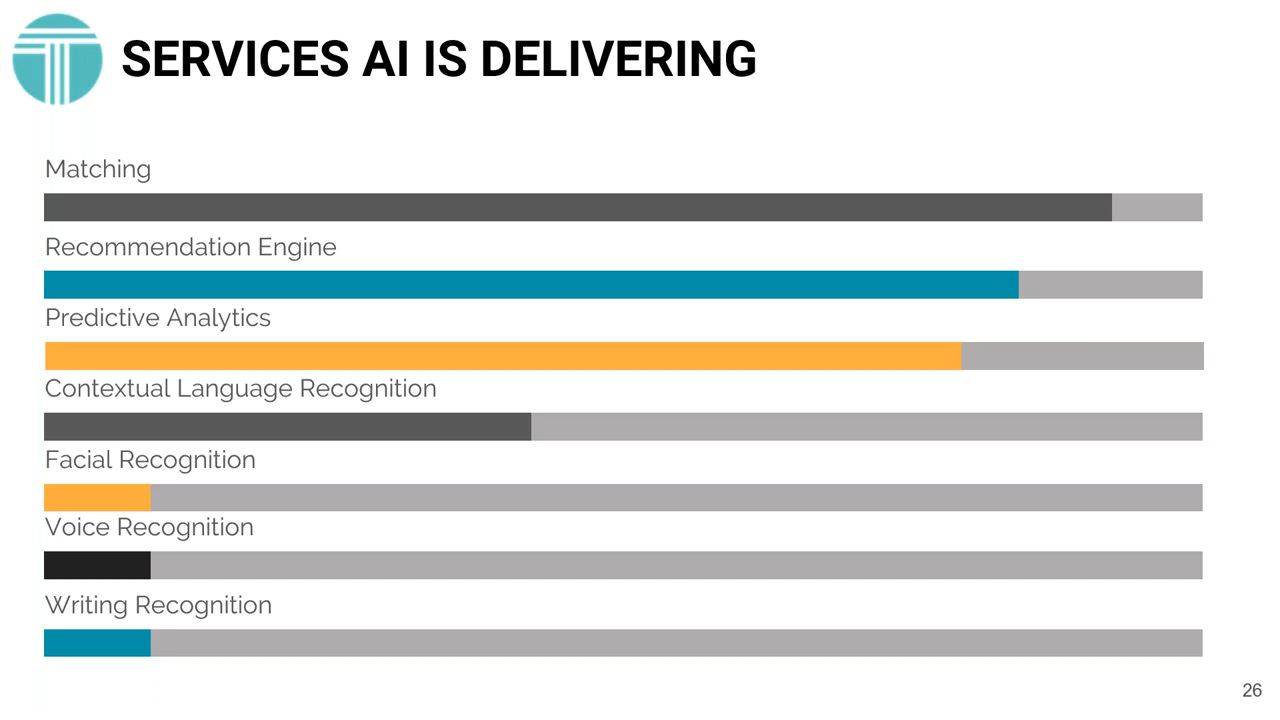 SERVICES AI IS DELIVERING
Matching
Recommendation Engine
Predictive Analytics
Contextual Language Recognition
Facial Recognition
Voice Recognition
Writing Recognition
26